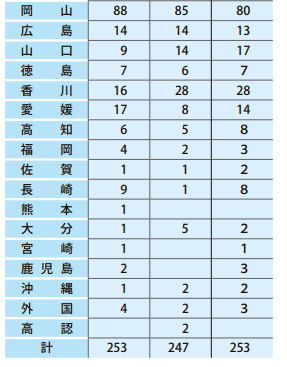 岡山 88 85 80
広島 14 14 13
山口 9 14 17
徳島 7 6 7
香川 16 28 28
愛媛 17 8 14
高知 6 5 8
福岡 4 2 3
佐賀 1 1 2
長崎 9 1 8
熊本 1
大分 1 5 2
宮崎 1 1
鹿児島 2 3
沖縄 1 2 2
外国 4 2 3
高認 2
計 253 247 253